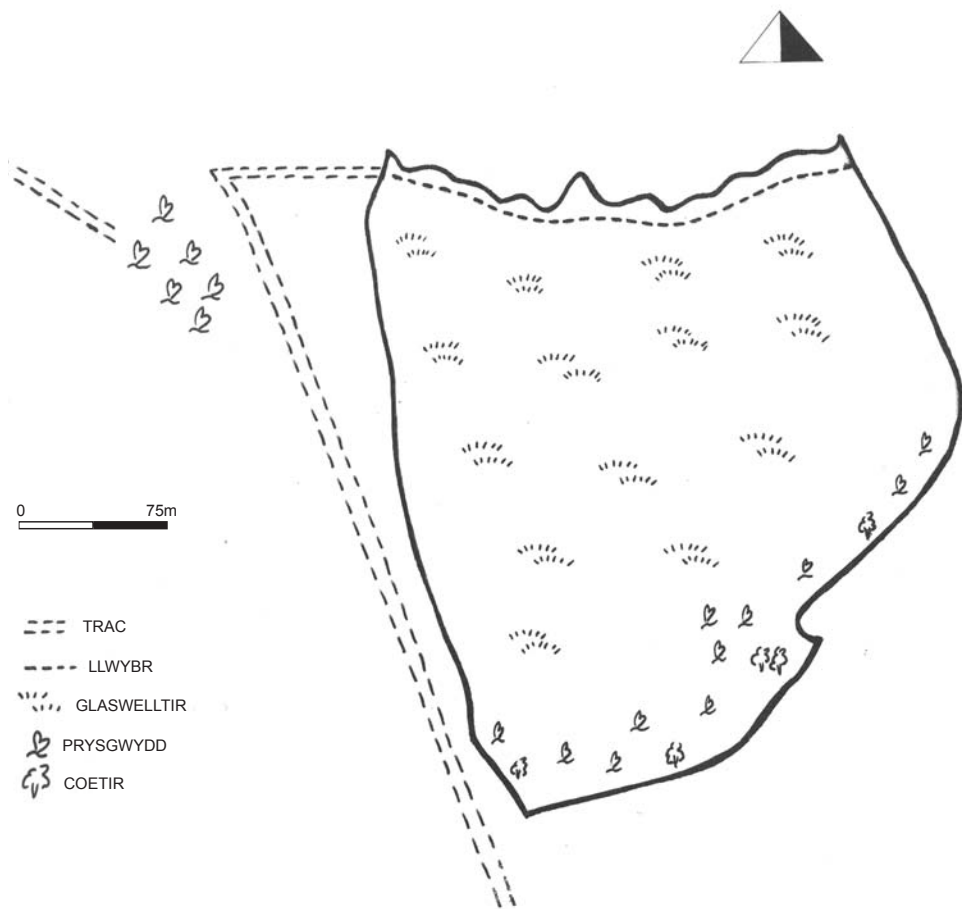 0 75m
TRAC
LLWYBR
GLASWELLTIR
PRYSGWYDD
COETIR